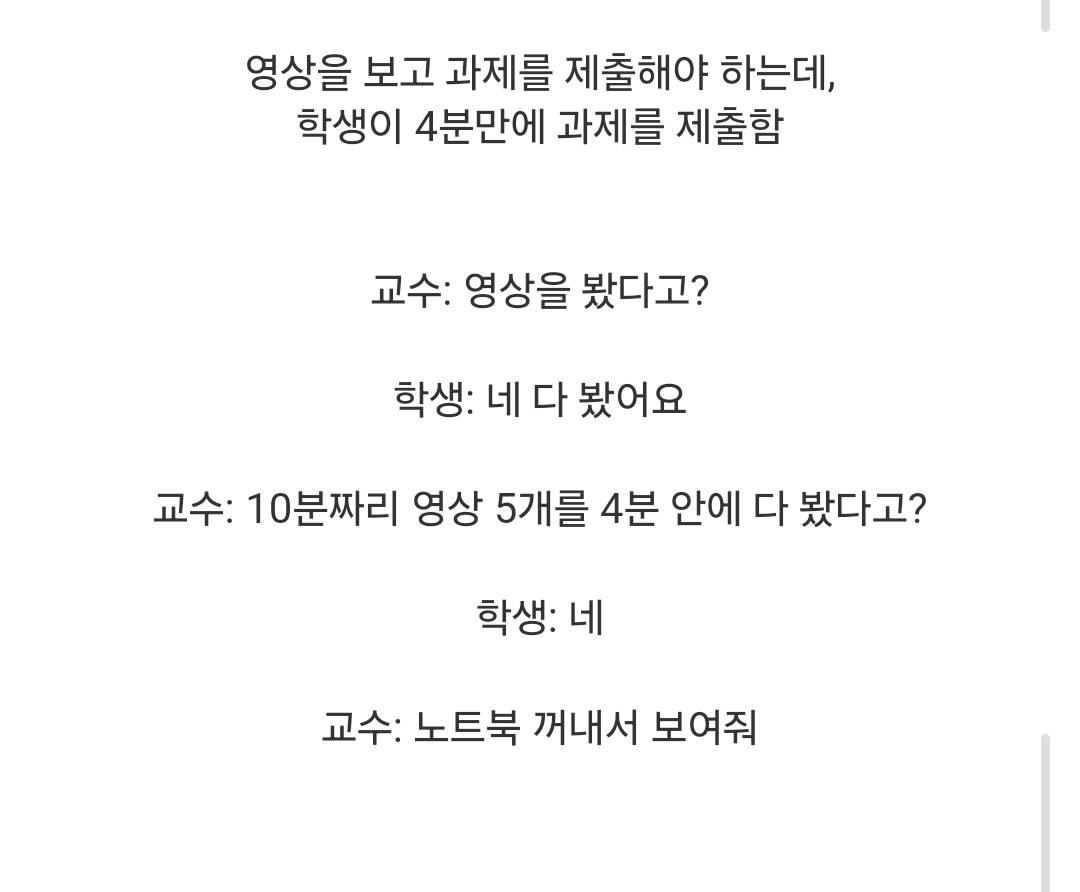 영상을 보고 과제를 제출해야 하는데,
학생이 4분만에 과제를 제출함
교수: 영상을 봤다고?
학생: 네 다 봤어요
교수: 10분짜리 영상 5개를 4분 안에 다 봤다고?
학생: 네
교수: 노트북 꺼내서 보여줘